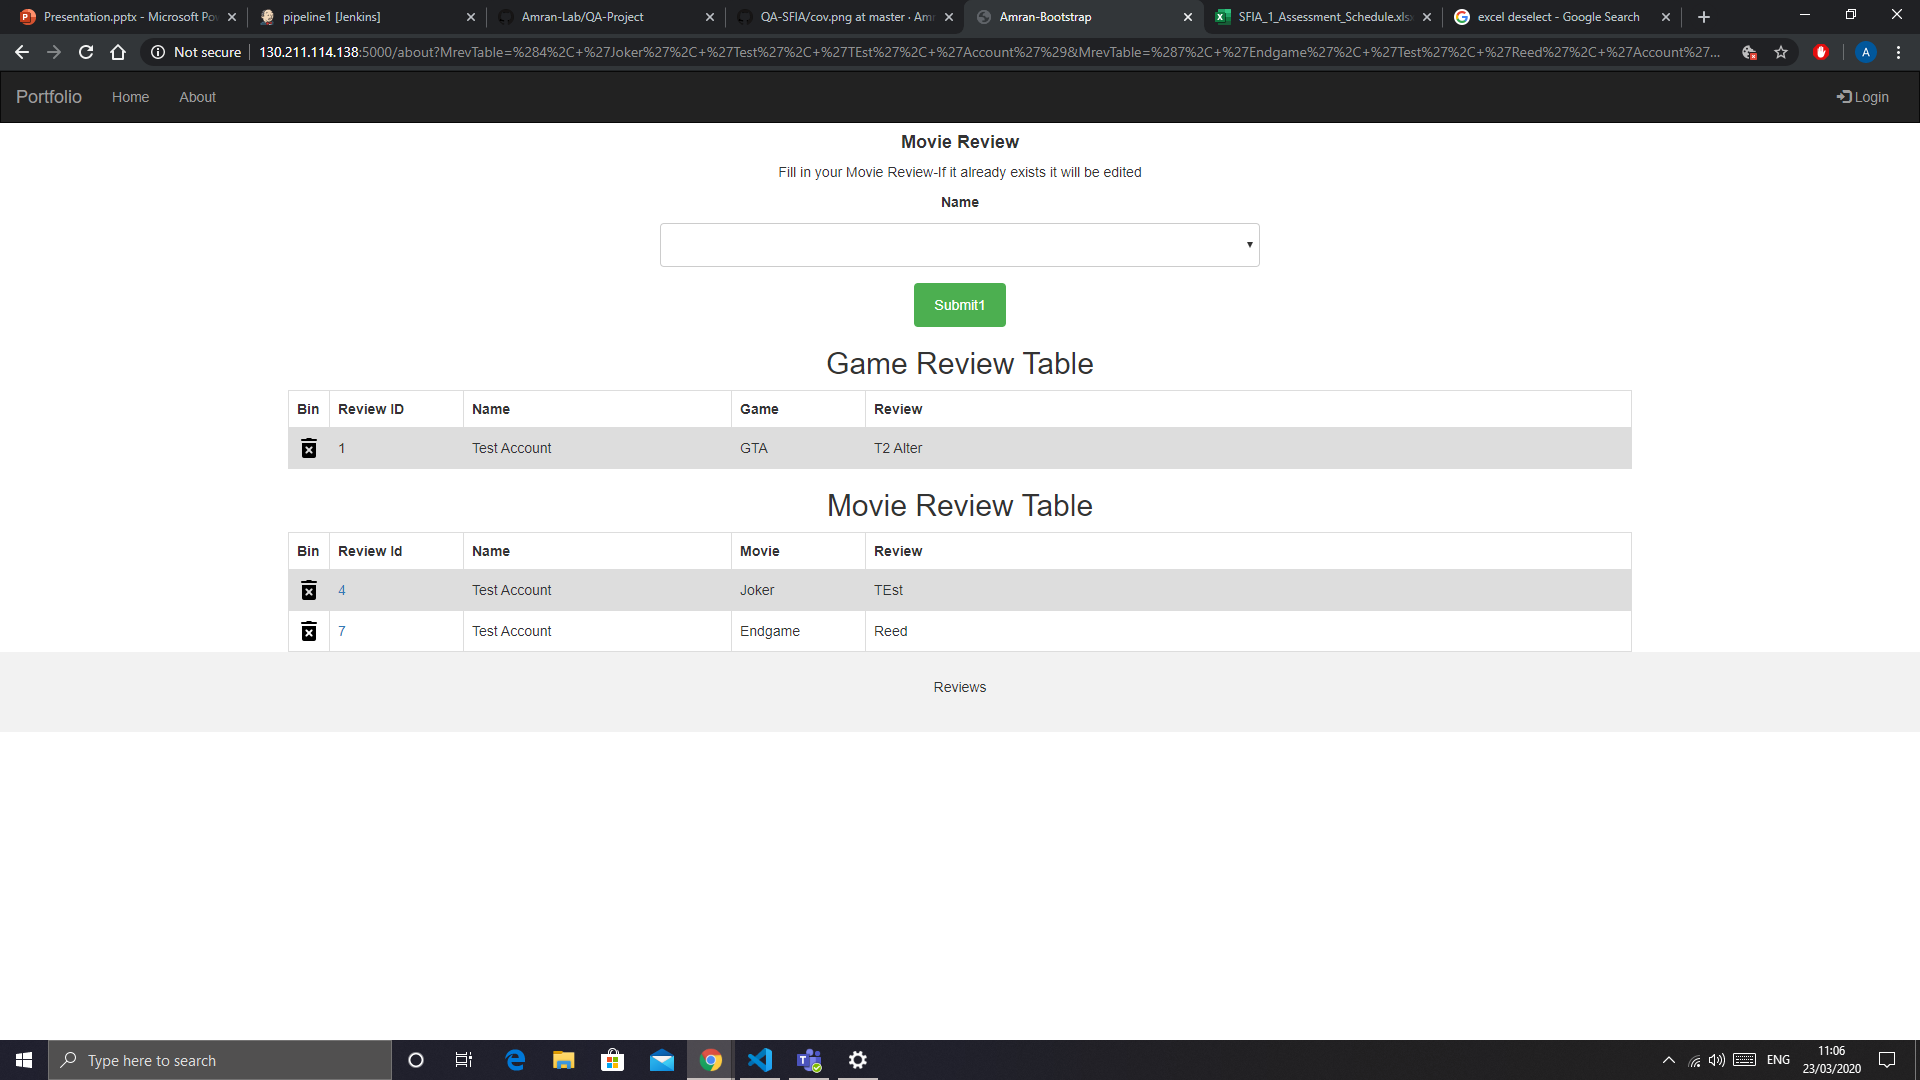 Presentation.pptx - Microsoft Po
pipeline1 [Jenkins]
Amran-Lab/QA-Project
QA-SFIA/cov.png at master · Amr
Amran-Bootstrap
SFIA_1_Assessment_Schedule.xlsx
excel deselect - Google Search
Not secure
130.211.114.138:5000/about?MrevTable=%284%2C+%27Joker%27%2C+%27Test%27%2C+%27TEst%27%2C+%27Account%27%29&MrevTable=%287%2C+%27Endgame%27%2C+%27Test%27%2C+%27Reed%27%2C+%27Account%27...
A
Portfolio
Home
About
Login
Movie Review
Fill in your Movie Review-If it already exists it will be edited
Name
Submit1
Game Review Table
Bin Review ID Name Game Review
1 Test Account GTA T2 Alter
Movie Review Table
Bin Review Id Name Movie Review
4 Test Account Joker TEst
7 Test Account Endgame Reed
Reviews
Type here to search
ENG
11:06
23/03/2020